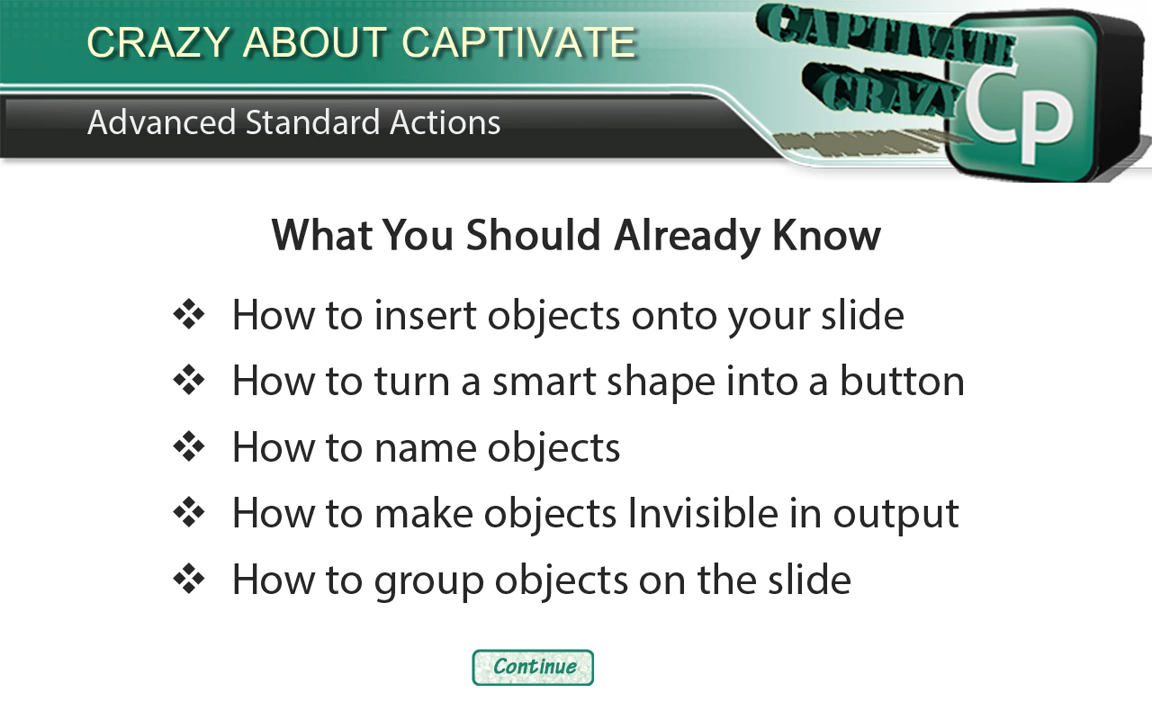 CRAZY ABOUT CAPTIVATE
CAPTIVATE
CRAZY
Cp
Advanced Standard Actions
What You Should Already Know
❖ How to insert objects onto your slide
❖ How to turn a smart shape into a button
❖ How to name objects
❖ How to make objects Invisible in output
❖ How to group objects on the slide
Continue